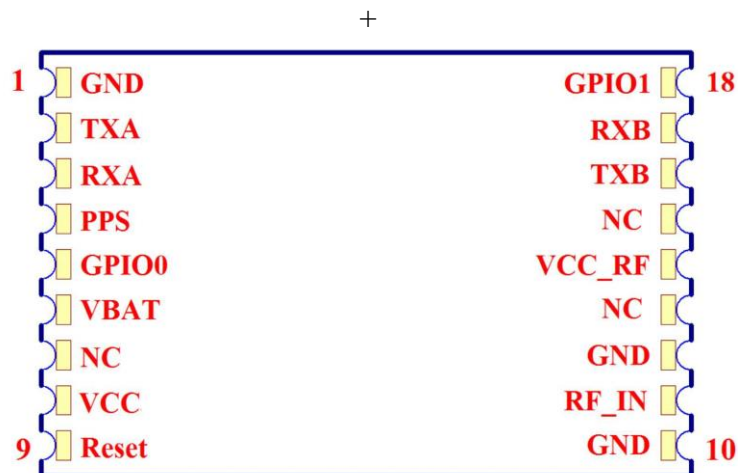 1 GND GPIO1 18
TXA RXB
RXA TXB
PPS NC
GPIO0 VCC_RF
VBAT NC
NC GND
VCC RF_IN
9 Reset GND 10